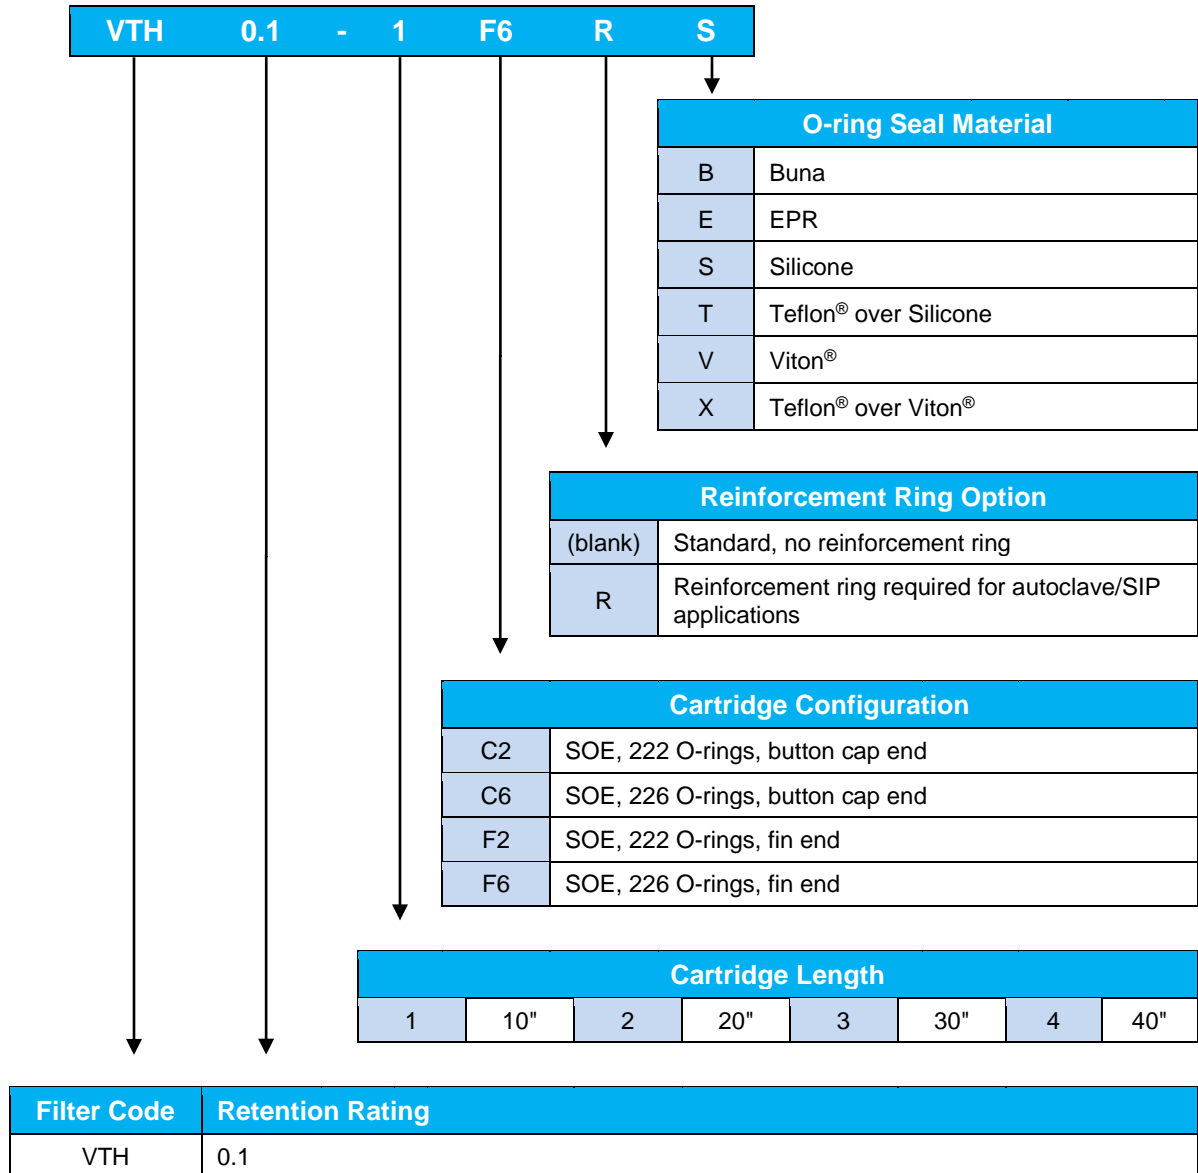 VTH 0.1 - 1 F6 R S
O-ring Seal Material
B Buna
E EPR
S Silicone
T Teflon® over Silicone
V Viton®
X Teflon® over Viton®
Reinforcement Ring Option
(blank) Standard, no reinforcement ring
R Reinforcement ring required for autoclave/SIP
applications
Cartridge Configuration
C2 SOE, 222 O-rings, button cap end
C6 SOE, 226 O-rings, button cap end
F2 SOE, 222 O-rings, fin end
F6 SOE, 226 O-rings, fin end
Cartridge Length
1 10" 2 20" 3 30" 4 40"
Filter Code Retention Rating
VTH 0.1